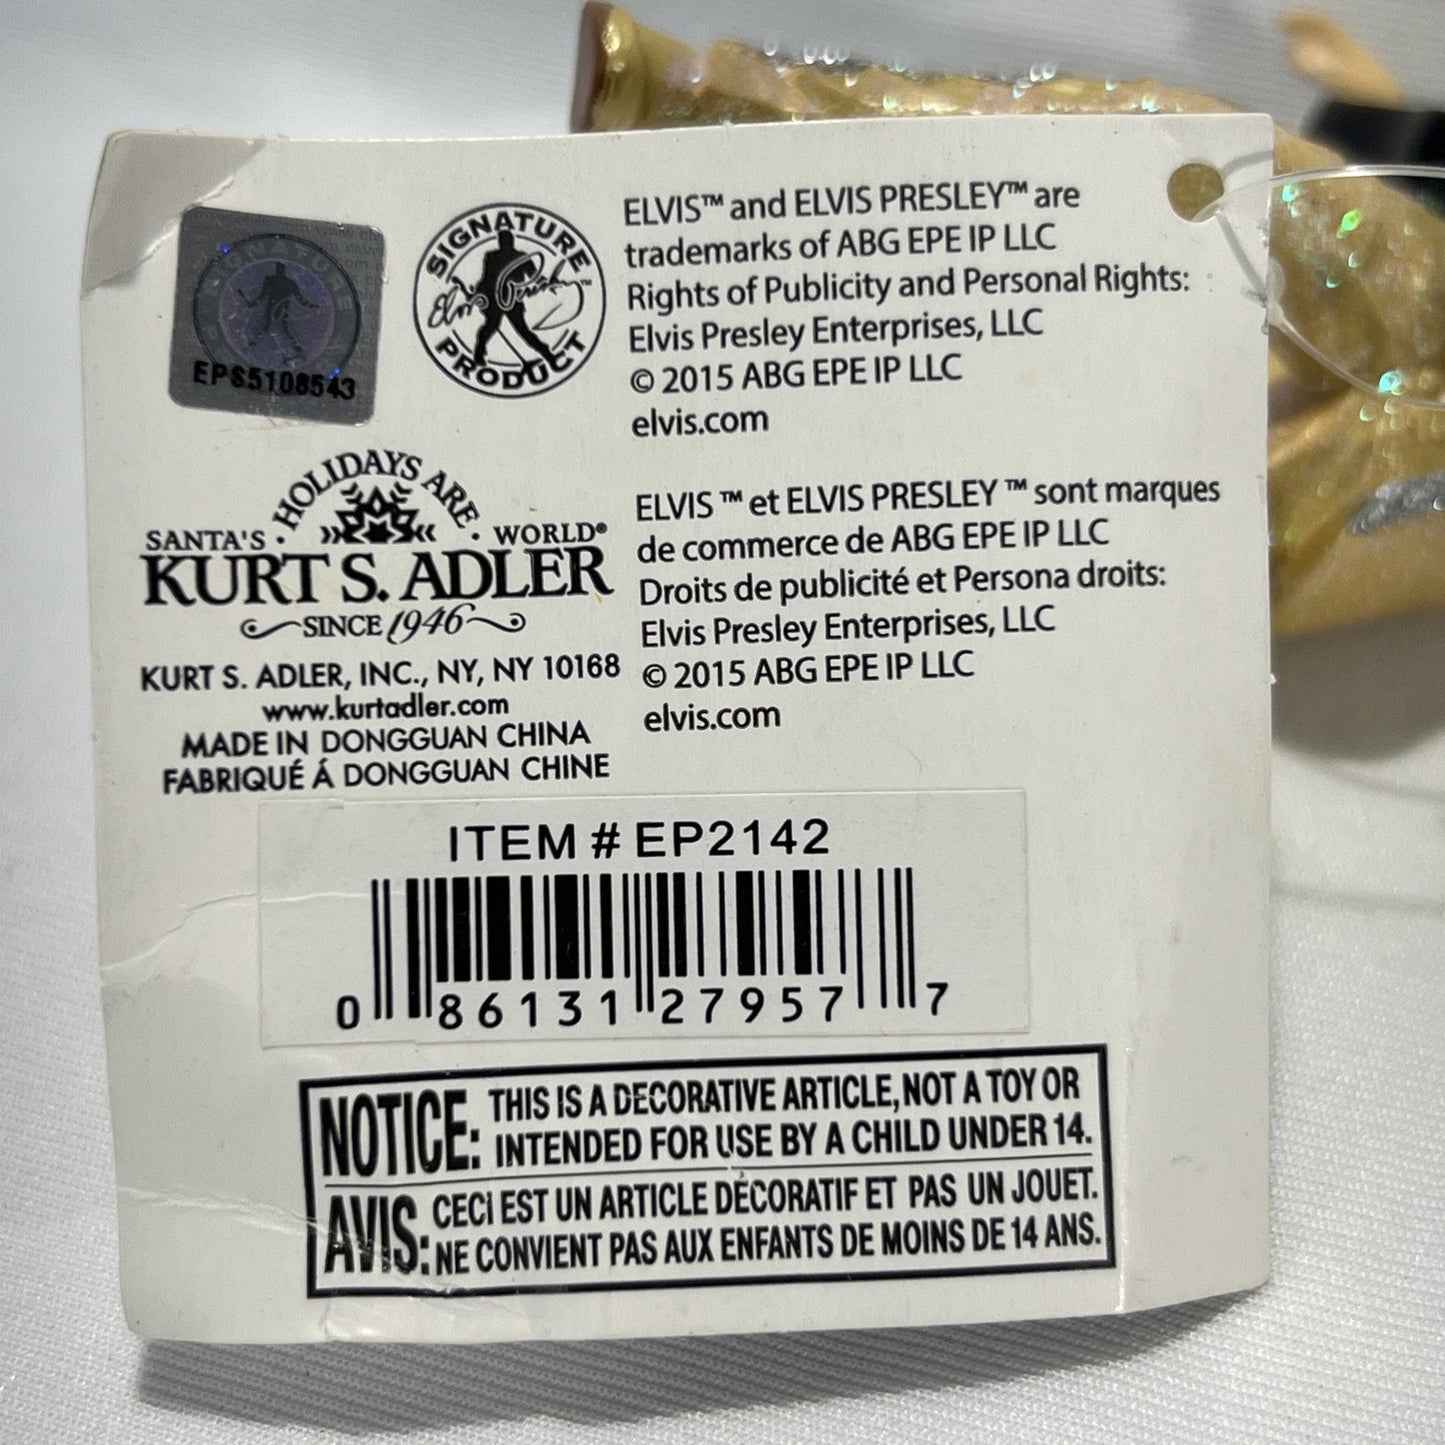 EPS5108543
SIGNATURE
Elvis Presley™
PRODUCT
ELVIS™ and ELVIS PRESLEY™ are
trademarks of ABG EPE IP LLC
Rights of Publicity and Personal Rights:
Elvis Presley Enterprises, LLC
© 2015 ABG EPE IP LLC
elvis.com
SANTA'S · HOLIDAYS ARE · WORLD®
KURT S. ADLER
SINCE 1946
KURT S. ADLER, INC., NY, NY 10168
www.kurtadler.com
MADE IN DONGGUAN CHINA
FABRIQUÉ Á DONGGUAN CHINE
ELVIS ™ et ELVIS PRESLEY ™ sont marques
de commerce de ABG EPE IP LLC
Droits de publicité et Persona droits:
Elvis Presley Enterprises, LLC
© 2015 ABG EPE IP LLC
elvis.com
ITEM # EP2142
0 86131 27957 7
NOTICE: THIS IS A DECORATIVE ARTICLE, NOT A TOY OR
INTENDED FOR USE BY A CHILD UNDER 14.
AVIS: CECI EST UN ARTICLE DÉCORATIF ET PAS UN JOUET.
NE CONVIENT PAS AUX ENFANTS DE MOINS DE 14 ANS.